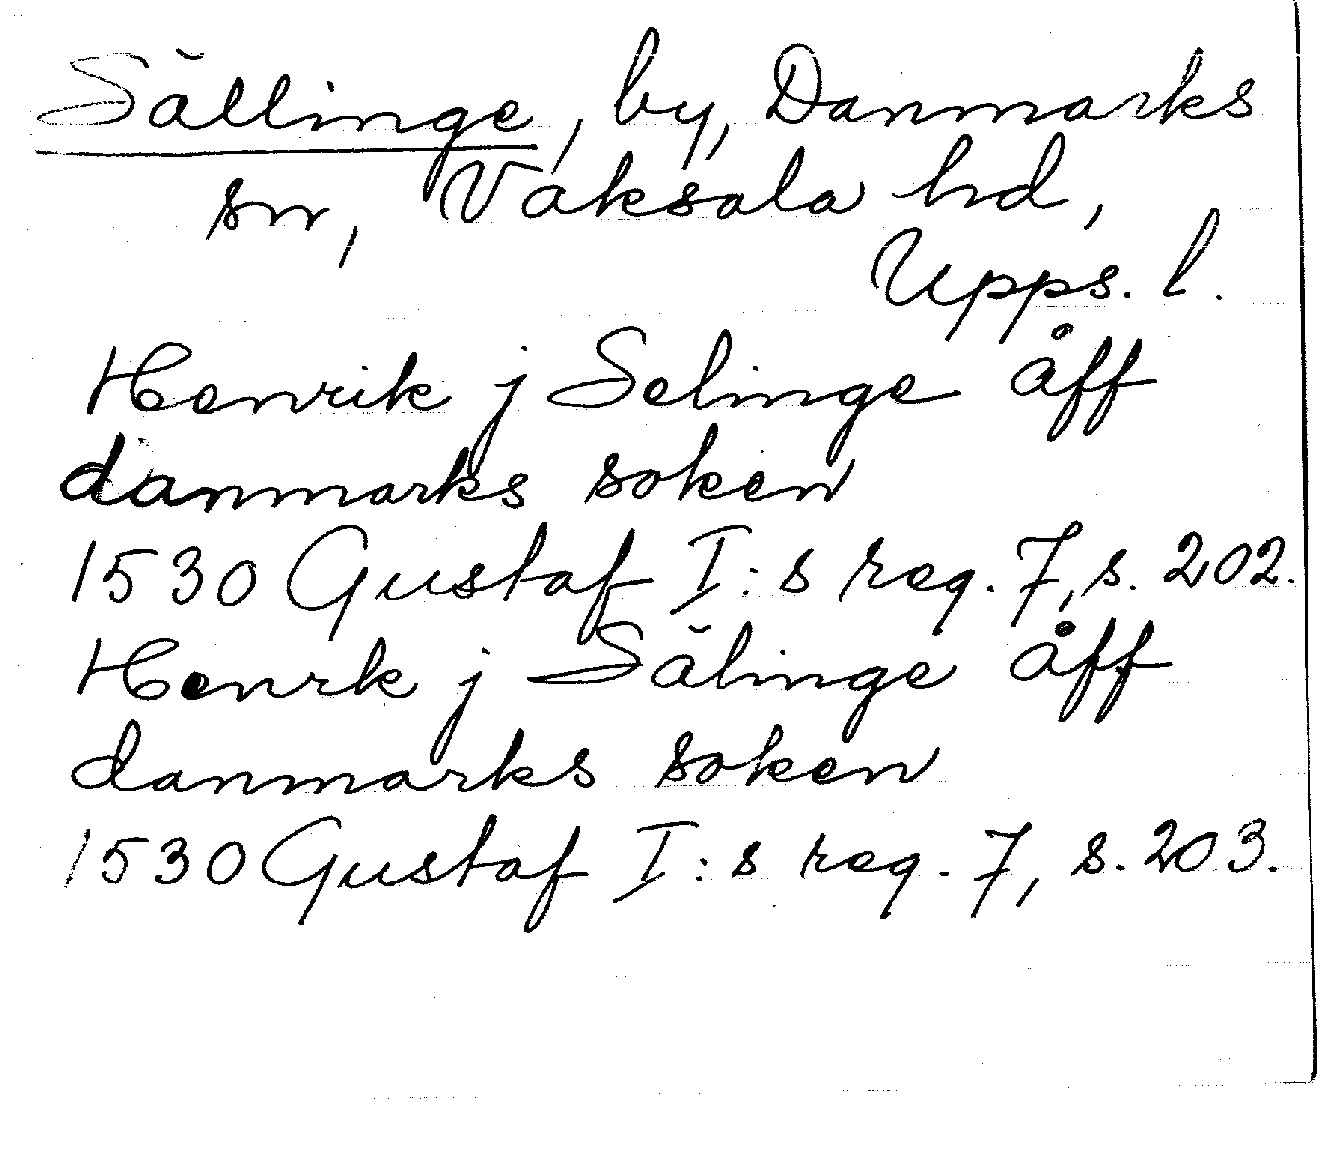 Sällinge, by, Danmarks
sn, Vaksala hd,
Upps. l.
Henrik j Selinge åff
danmarks soken
1530 Gustaf I:s reg. 7, s. 202.
Henrk j Sälinge åff
danmarks soken
1530 Gustaf I:s reg. 7, s. 203.